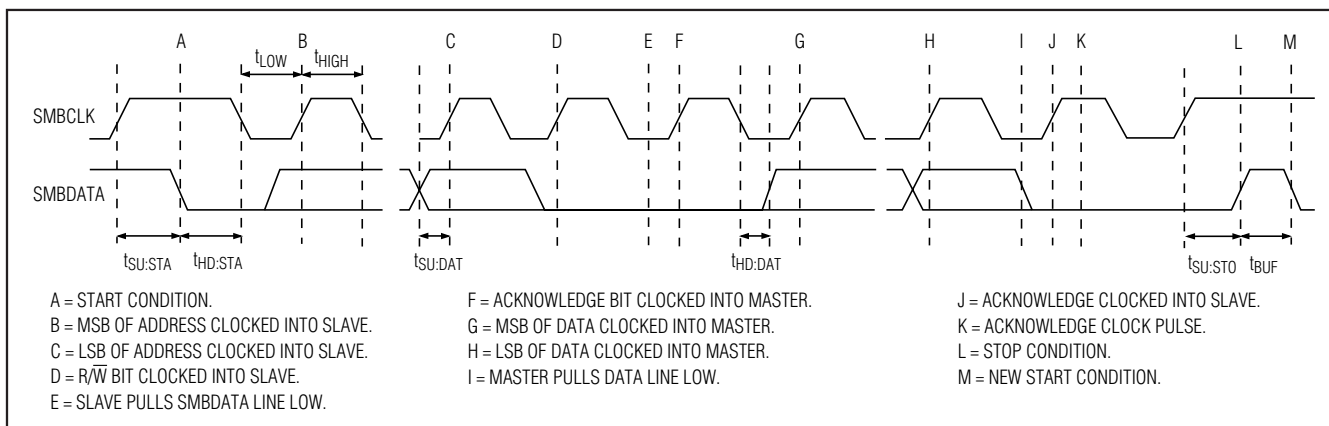 A B C D E F G H I J K L M
tLOW tHIGH
SMBCLK
SMBDATA
tSU:STA tHD:STA tSU:DAT tHD:DAT tSU:STO tBUF
A = START CONDITION.
B = MSB OF ADDRESS CLOCKED INTO SLAVE.
C = LSB OF ADDRESS CLOCKED INTO SLAVE.
D = R/W̅ BIT CLOCKED INTO SLAVE.
E = SLAVE PULLS SMBDATA LINE LOW.
F = ACKNOWLEDGE BIT CLOCKED INTO MASTER.
G = MSB OF DATA CLOCKED INTO MASTER.
H = LSB OF DATA CLOCKED INTO MASTER.
I = MASTER PULLS DATA LINE LOW.
J = ACKNOWLEDGE CLOCKED INTO SLAVE.
K = ACKNOWLEDGE CLOCK PULSE.
L = STOP CONDITION.
M = NEW START CONDITION.